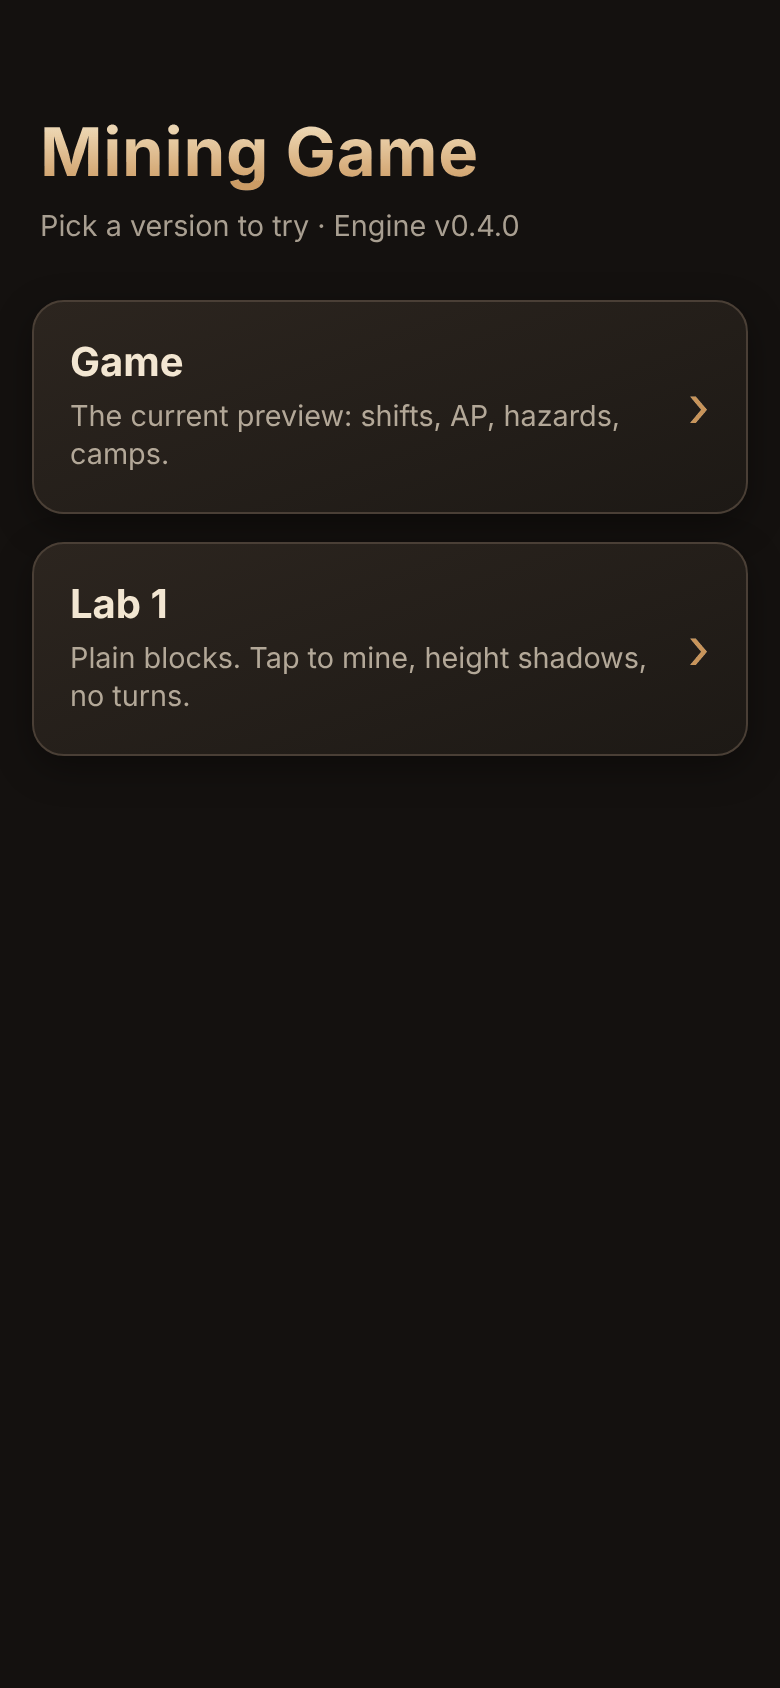 Mining Game
Pick a version to try · Engine v0.4.0
Game
The current preview: shifts, AP, hazards,
camps.
Lab 1
Plain blocks. Tap to mine, height shadows,
no turns.